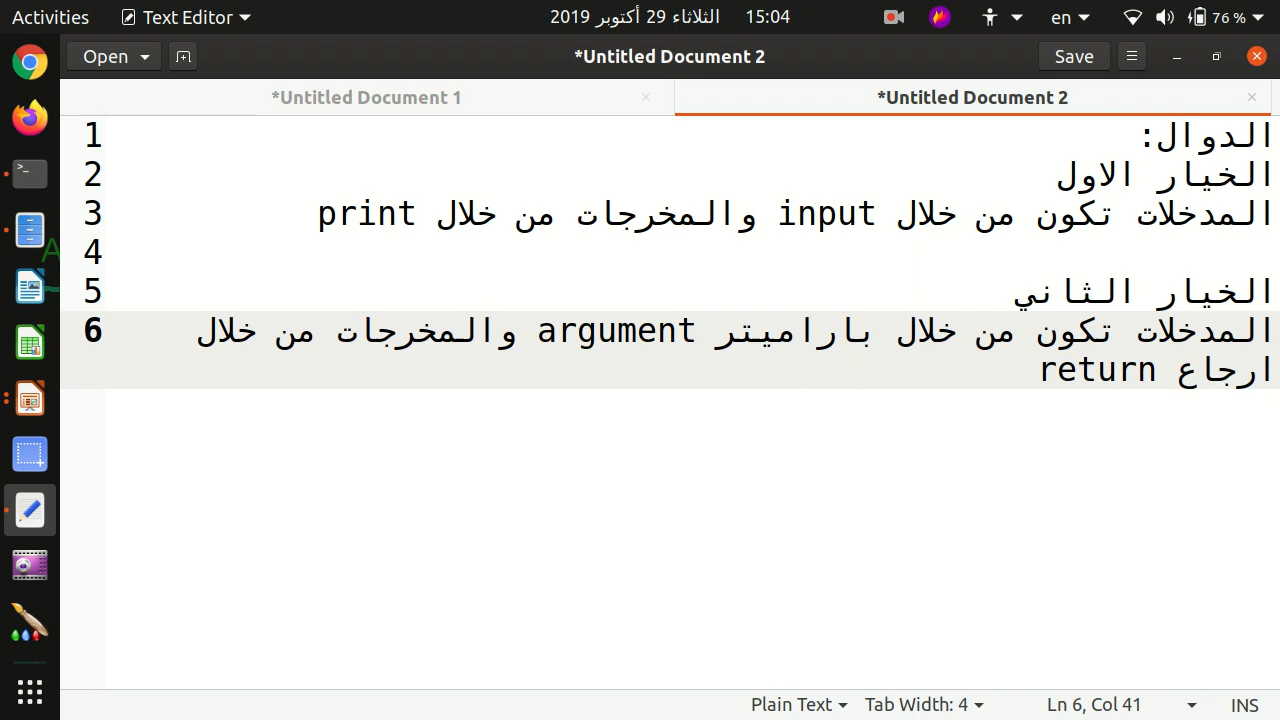 Activities Text Editor 15:04 الثلاثاء 29 أكتوبر 2019 en 76 %
Open *Untitled Document 2 Save
*Untitled Document 1 × *Untitled Document 2 ×
1 الدوال:
2 الخيار الاول
3 المدخلات تكون من خلال input والمخرجات من خلال print
4
5 الخيار الثاني
6 المدخلات تكون من خلال باراميتر argument والمخرجات من خلال
ارجاع return
Plain Text Tab Width: 4 Ln 6, Col 41 INS